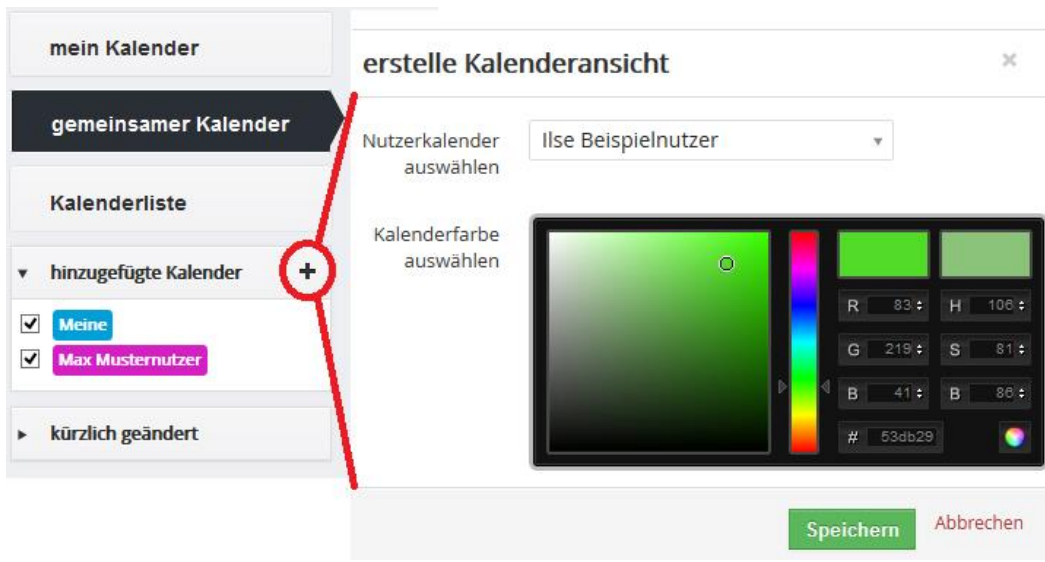 mein Kalender
gemeinsamer Kalender
Kalenderliste
hinzugefügte Kalender +
Meine
Max Musternutzer
kürzlich geändert
erstelle Kalenderansicht ×
Nutzerkalender
auswählen
Ilse Beispielnutzer
Kalenderfarbe
auswählen
R 83 H 106
G 219 S 81
B 41 B 86
# 53db29
Speichern Abbrechen